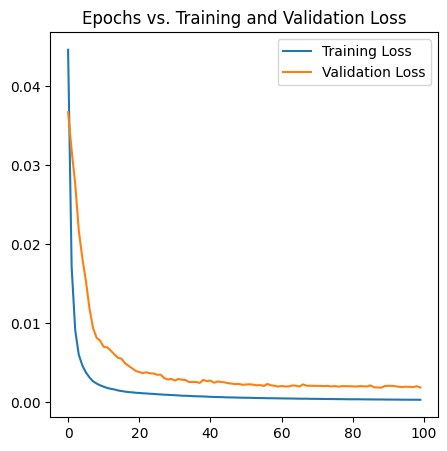 Epochs vs. Training and Validation Loss
Training Loss
Validation Loss
0.04
0.03
0.02
0.01
0.00
0 20 40 60 80 100